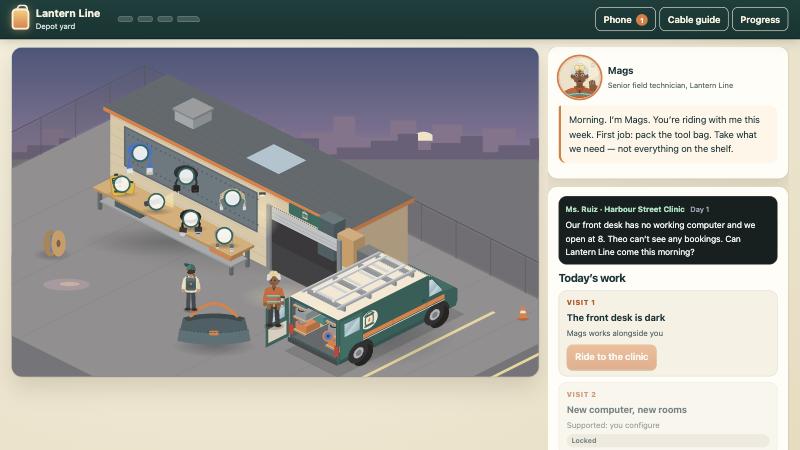 Lantern Line
Depot yard
Phone 1
Cable guide
Progress
Mags
Senior field technician, Lantern Line
Morning. I'm Mags. You're riding with me this
week. First job: pack the tool bag. Take what
we need — not everything on the shelf.
Ms. Ruiz · Harbour Street Clinic Day 1
Our front desk has no working computer and we
open at 8. Theo can't see any bookings. Can
Lantern Line come this morning?
Today's work
VISIT 1
The front desk is dark
Mags works alongside you
Ride to the clinic
VISIT 2
New computer, new rooms
Supported: you configure
Locked